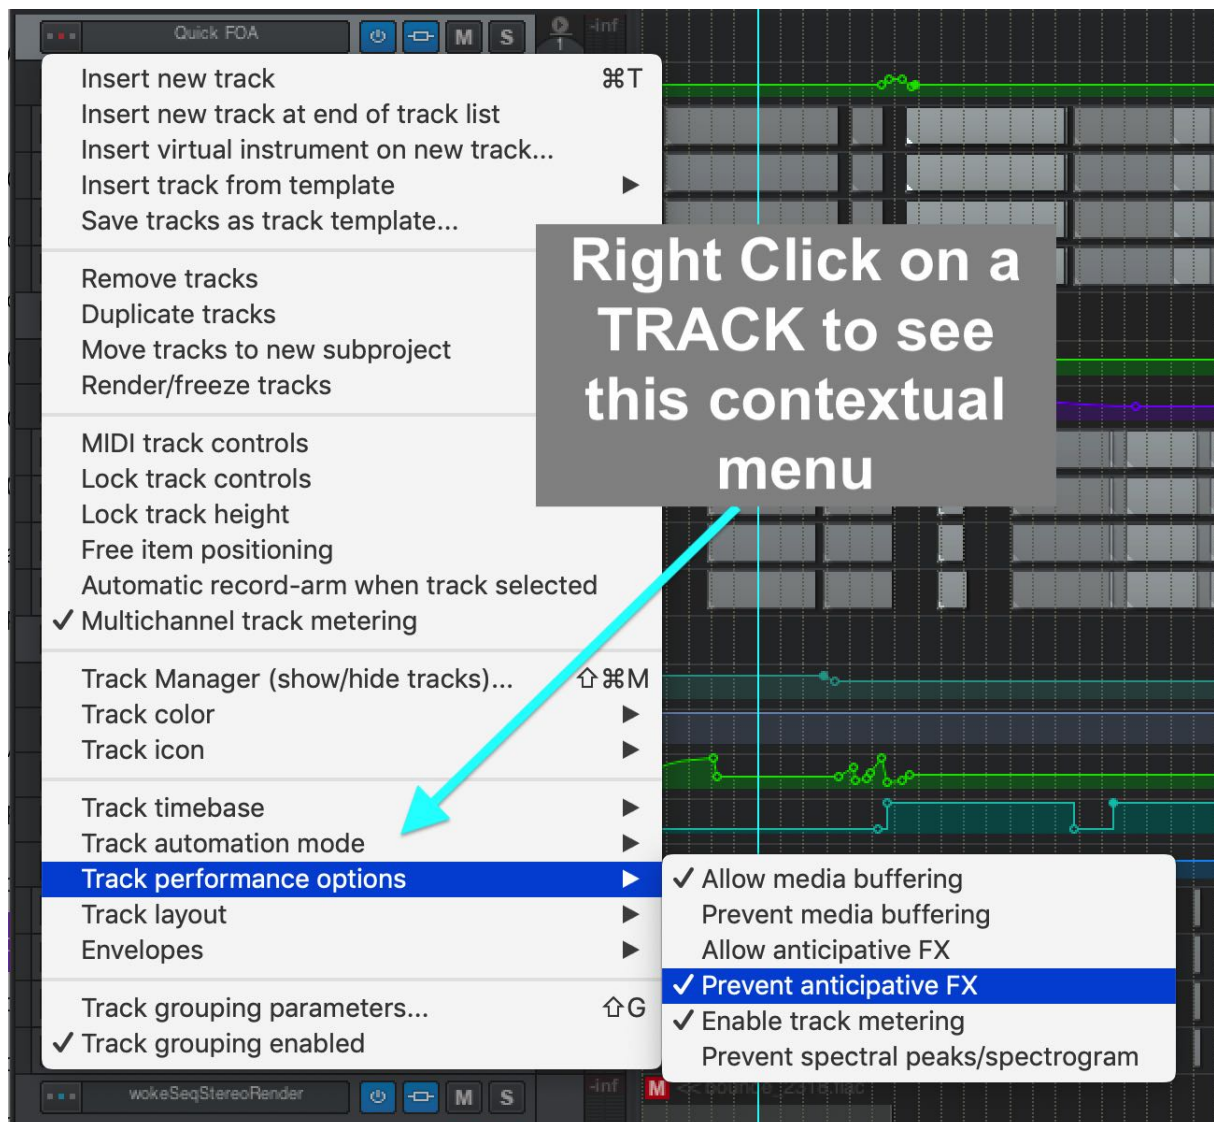 Quick FOA
M S
-inf
1
Insert new track ⌘T
Insert new track at end of track list
Insert virtual instrument on new track...
Insert track from template ▶
Save tracks as track template...
Remove tracks
Duplicate tracks
Move tracks to new subproject
Render/freeze tracks
Right Click on a
TRACK to see
this contextual
menu
MIDI track controls
Lock track controls
Lock track height
Free item positioning
Automatic record-arm when track selected
✓ Multichannel track metering
Track Manager (show/hide tracks)... ⇧⌘M
Track color ▶
Track icon ▶
Track timebase ▶
Track automation mode ▶
Track performance options ▶
Track layout ▶
Envelopes ▶
Track grouping parameters... ⇧G
✓ Track grouping enabled
✓ Allow media buffering
Prevent media buffering
Allow anticipative FX
✓ Prevent anticipative FX
✓ Enable track metering
Prevent spectral peaks/spectrogram
wokeSeqStereoRender
M S
-inf
M << bounce_2318.flac